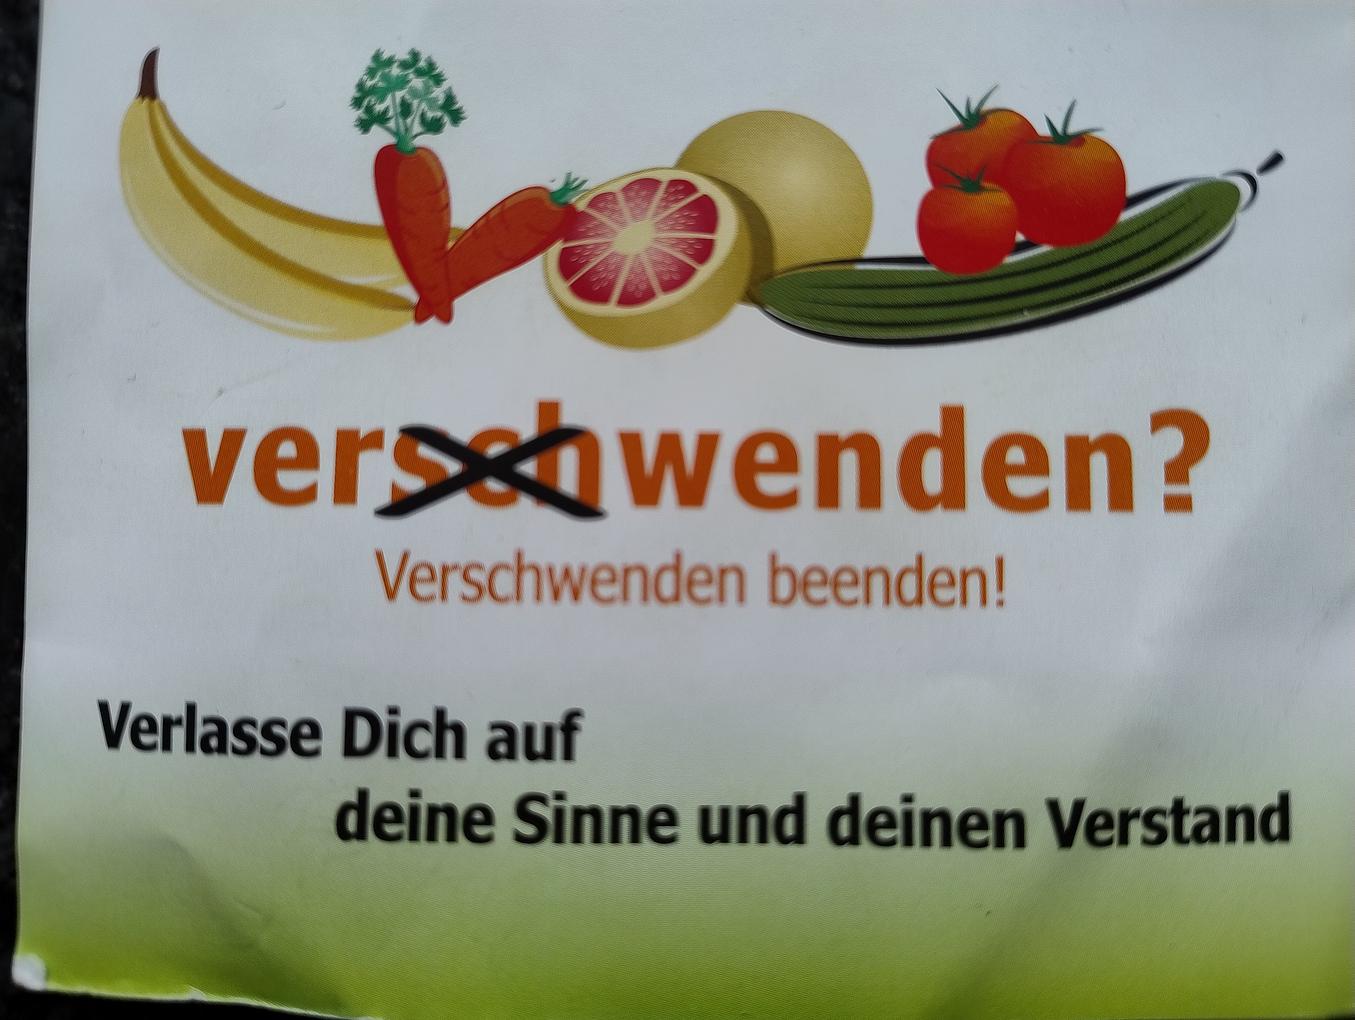 verschwenden?
Verschwenden beenden!
Verlasse Dich auf
deine Sinne und deinen Verstand